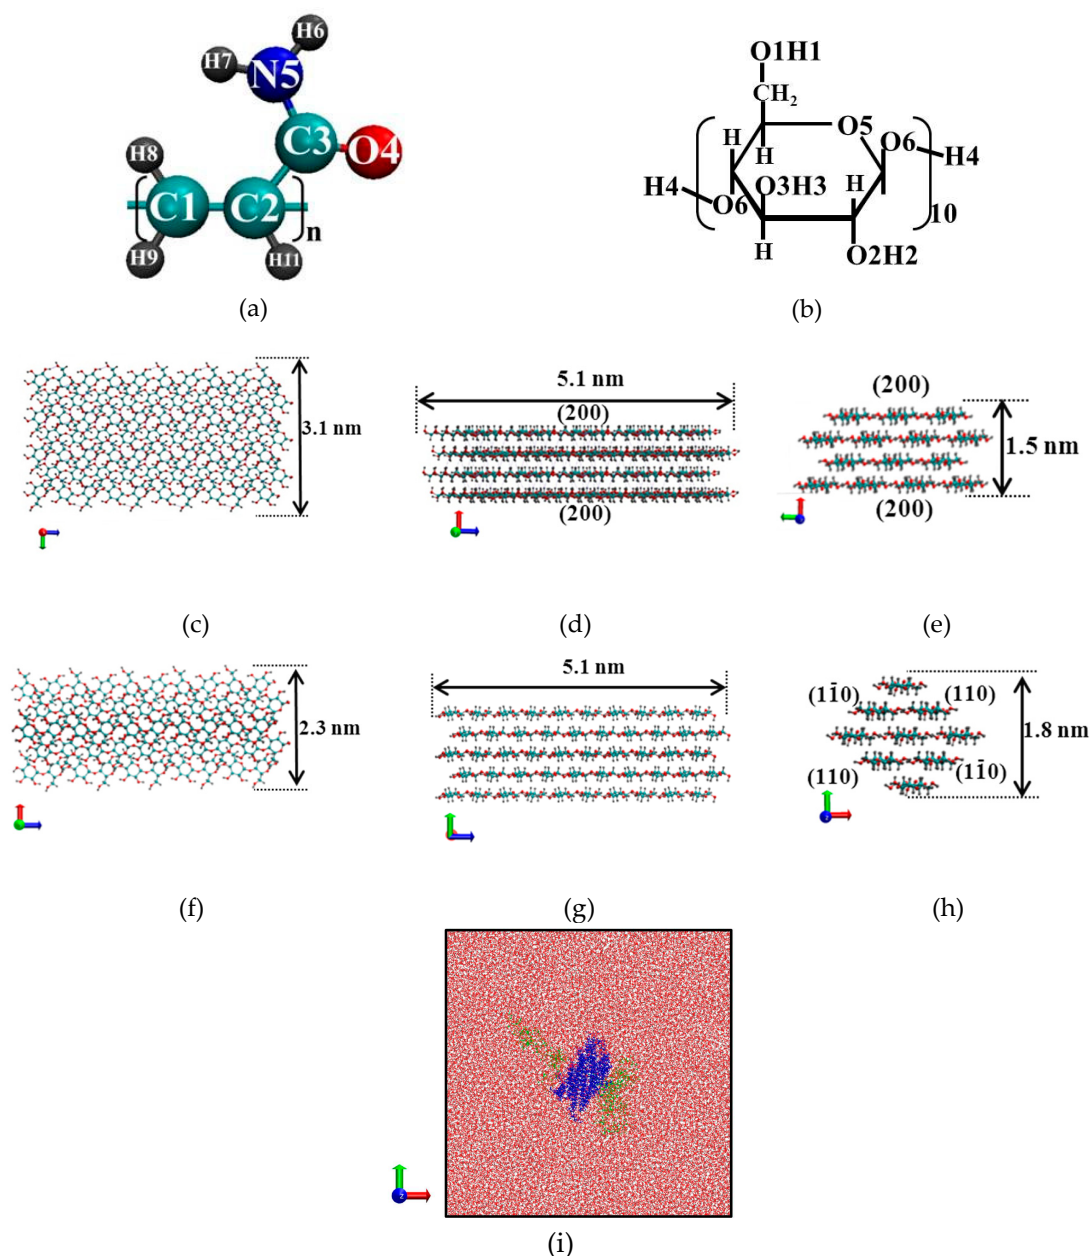 H6
H7
N5
C3
O4
H8
C1
C2
n
H9
H11
(a)
O1H1
CH2
H
O5
H
O6
H4
H4
O3H3
H
O6
10
H
O2H2
(b)
3.1 nm
(c)
5.1 nm
(200)
(200)
(d)
(200)
1.5 nm
(200)
(e)
2.3 nm
(f)
5.1 nm
(g)
(11̄0)
(110)
1.8 nm
(110)
(11̄0)
z
(h)
z
(i)